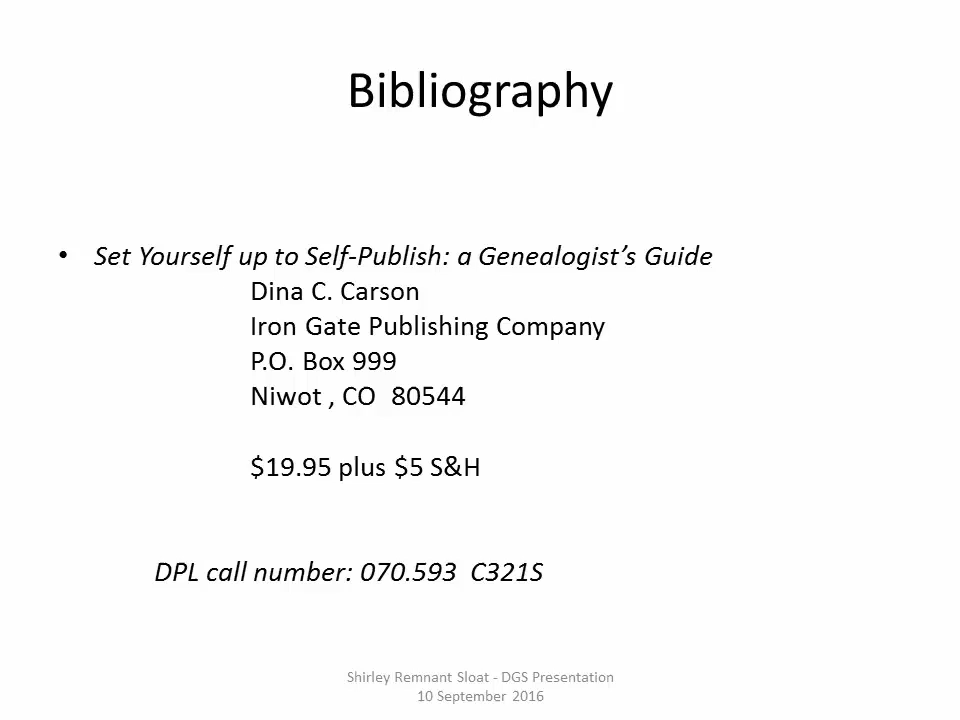 Bibliography
• Set Yourself up to Self-Publish: a Genealogist’s Guide
Dina C. Carson
Iron Gate Publishing Company
P.O. Box 999
Niwot , CO  80544
$19.95 plus $5 S&H
DPL call number: 070.593  C321S
Shirley Remnant Sloat - DGS Presentation
10 September 2016